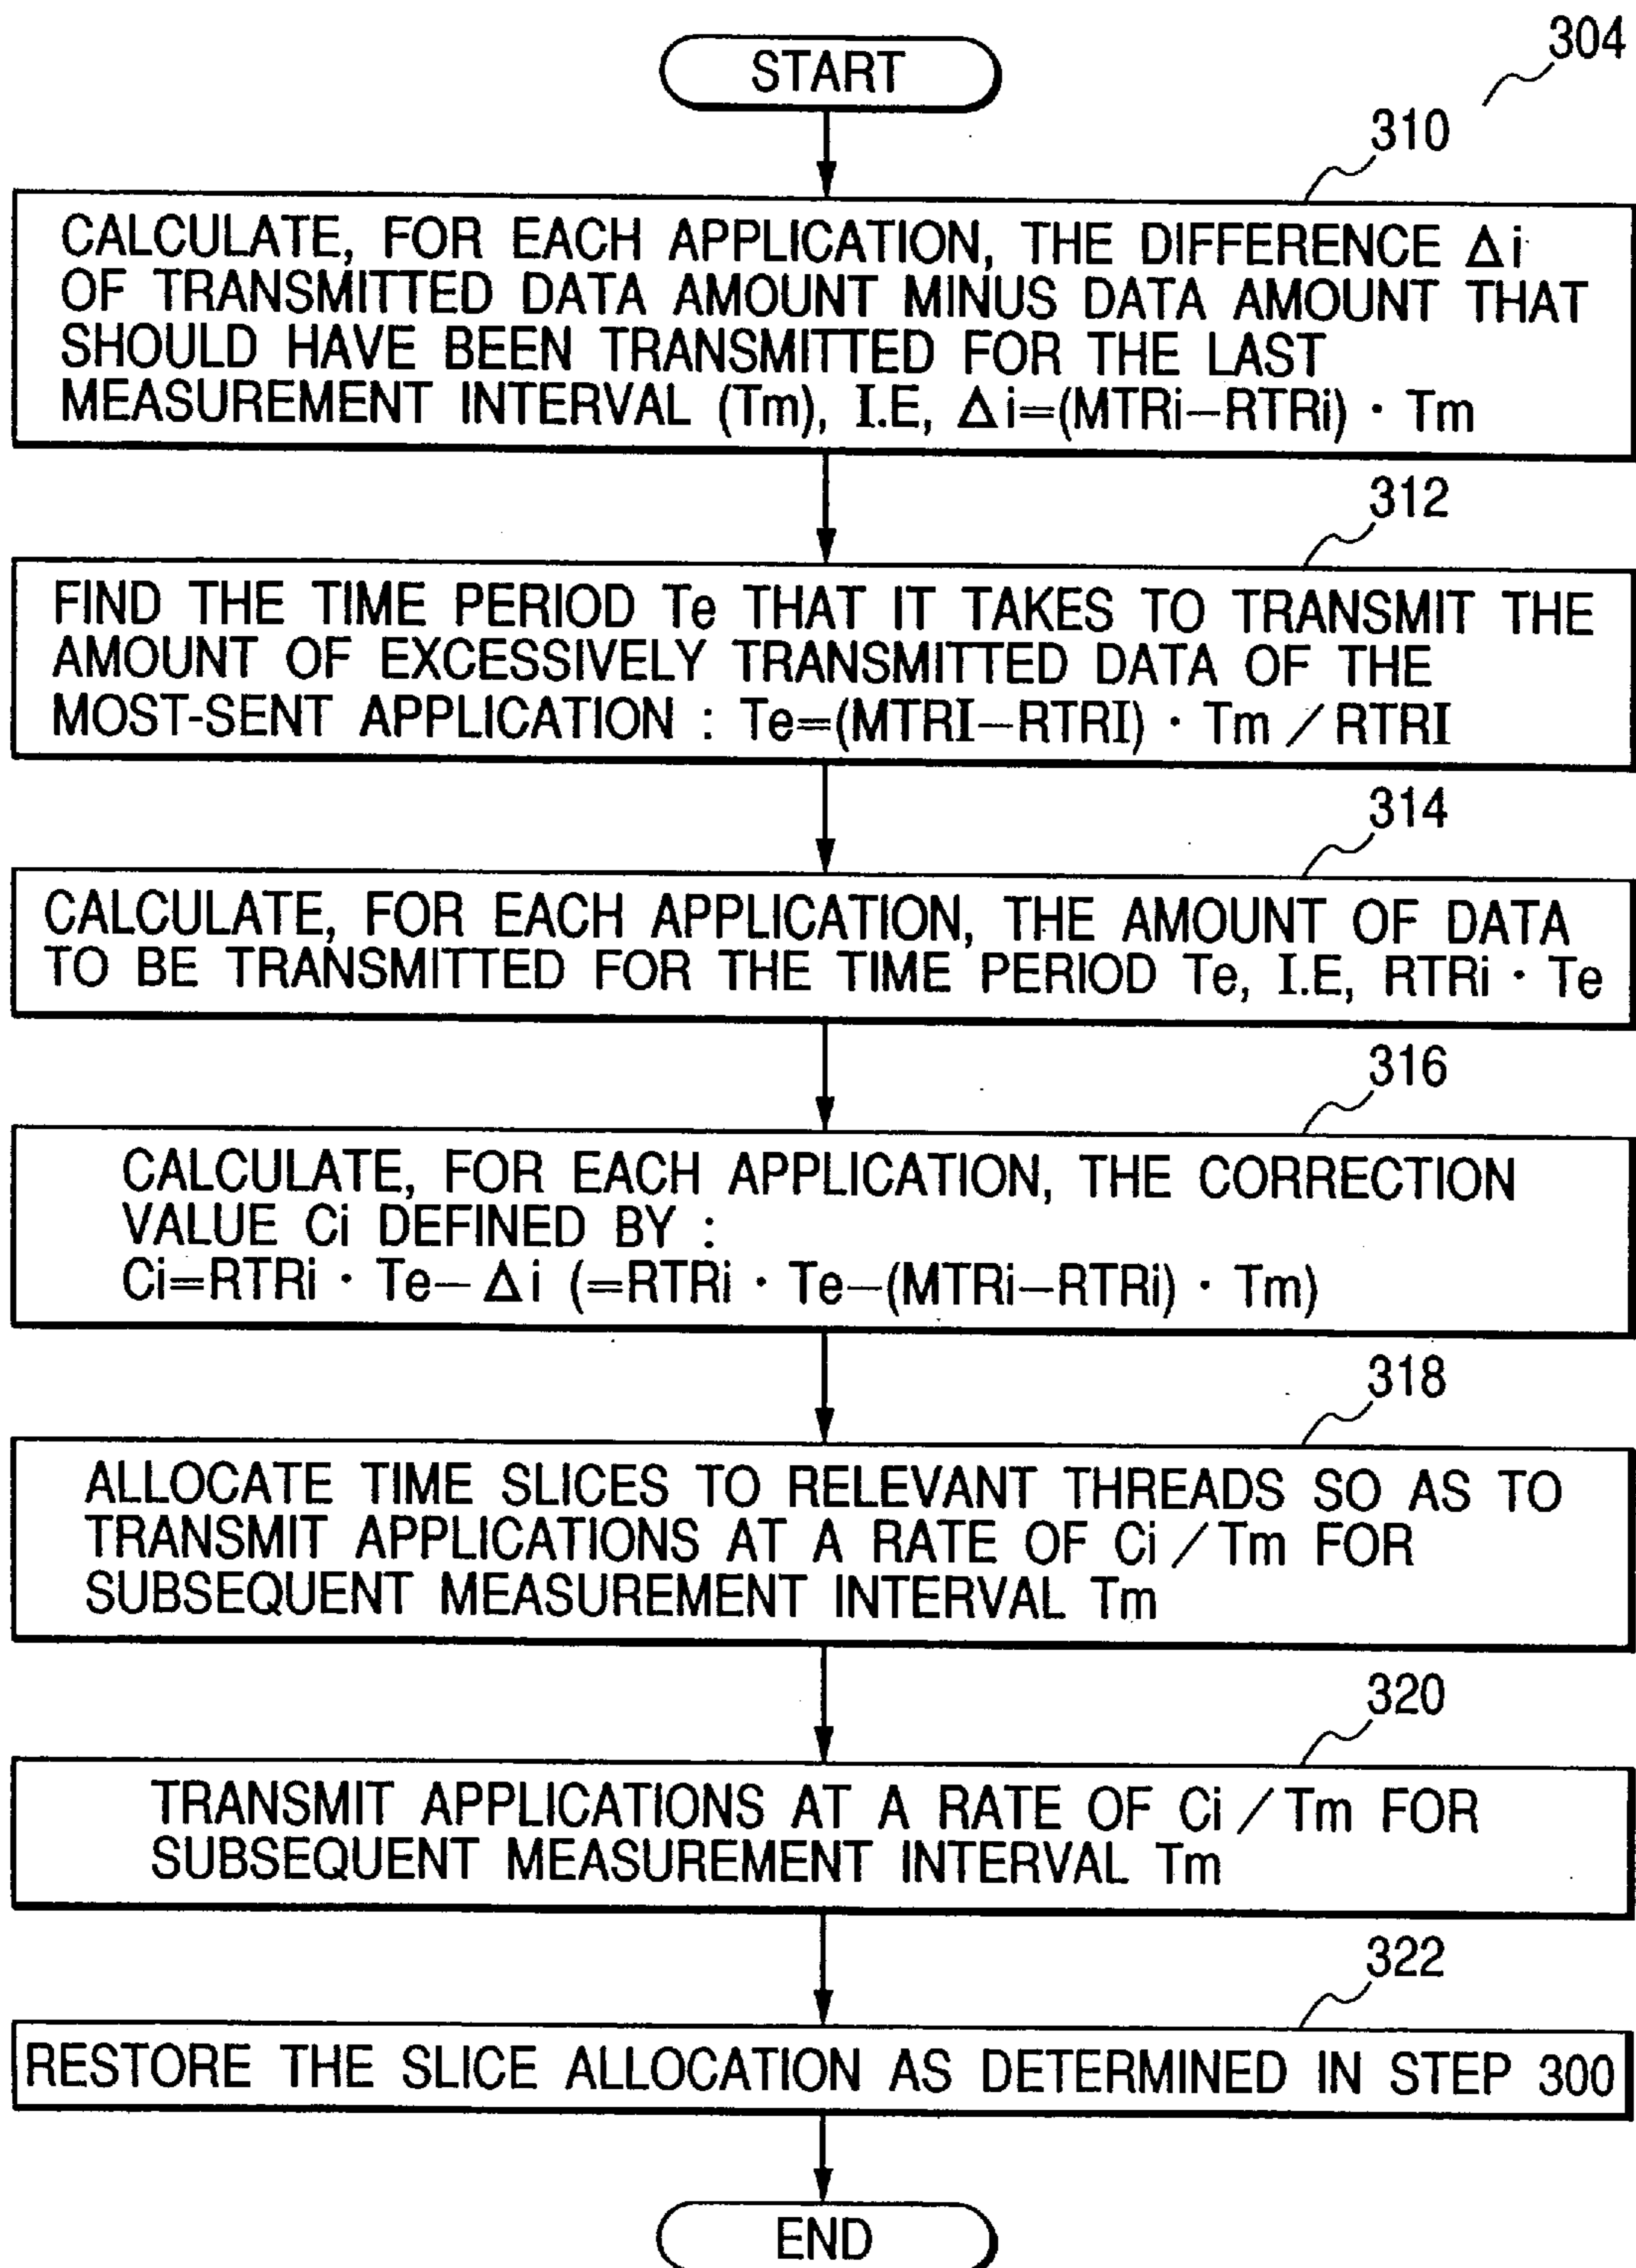 304
START
310
CALCULATE, FOR EACH APPLICATION, THE DIFFERENCE Δi
OF TRANSMITTED DATA AMOUNT MINUS DATA AMOUNT THAT
SHOULD HAVE BEEN TRANSMITTED FOR THE LAST
MEASUREMENT INTERVAL (Tm), I.E, Δi=(MTRi−RTRi) · Tm
312
FIND THE TIME PERIOD Te THAT IT TAKES TO TRANSMIT THE
AMOUNT OF EXCESSIVELY TRANSMITTED DATA OF THE
MOST-SENT APPLICATION : Te=(MTRI−RTRI) · Tm / RTRI
314
CALCULATE, FOR EACH APPLICATION, THE AMOUNT OF DATA
TO BE TRANSMITTED FOR THE TIME PERIOD Te, I.E, RTRi · Te
316
CALCULATE, FOR EACH APPLICATION, THE CORRECTION
VALUE Ci DEFINED BY :
Ci=RTRi · Te−Δi (=RTRi · Te−(MTRi−RTRi) · Tm)
318
ALLOCATE TIME SLICES TO RELEVANT THREADS SO AS TO
TRANSMIT APPLICATIONS AT A RATE OF Ci / Tm FOR
SUBSEQUENT MEASUREMENT INTERVAL Tm
320
TRANSMIT APPLICATIONS AT A RATE OF Ci / Tm FOR
SUBSEQUENT MEASUREMENT INTERVAL Tm
322
RESTORE THE SLICE ALLOCATION AS DETERMINED IN STEP 300
END